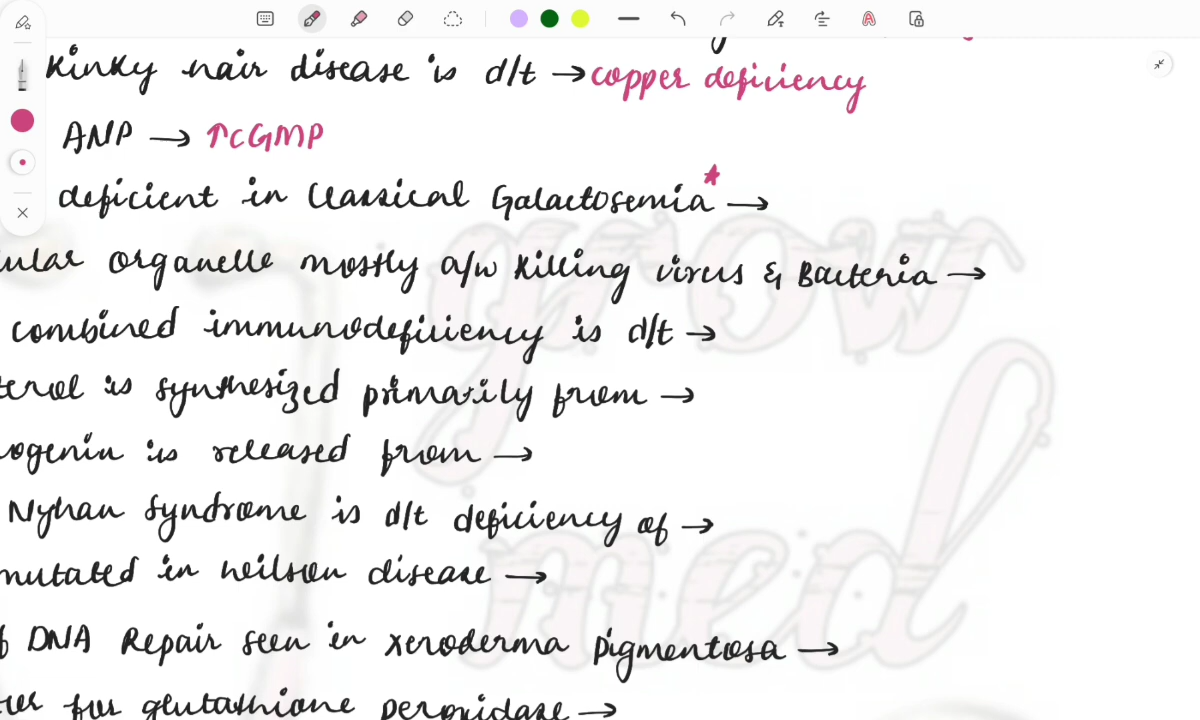 Kinky hair disease is d/t → copper deficiency
ANP → ↑cGMP
deficient in Classical Galactosemia* →
ular organelle mostly a/w killing virus & Bacteria →
combined immunodeficiency is d/t →
terol is synthesized primarily from →
ogenin is released from →
Nyhan syndrome is d/t deficiency of →
mutated in wilson disease →
f DNA Repair seen in xeroderma pigmentosa →
for glutathione peroxidase →
grow
med